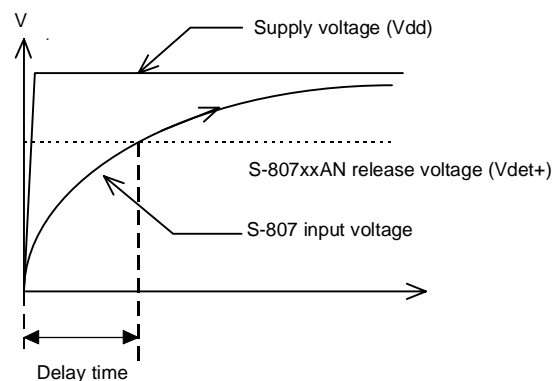 V
Supply voltage (Vdd)
S-807xxAN release voltage (Vdet+)
S-807 input voltage
Delay time